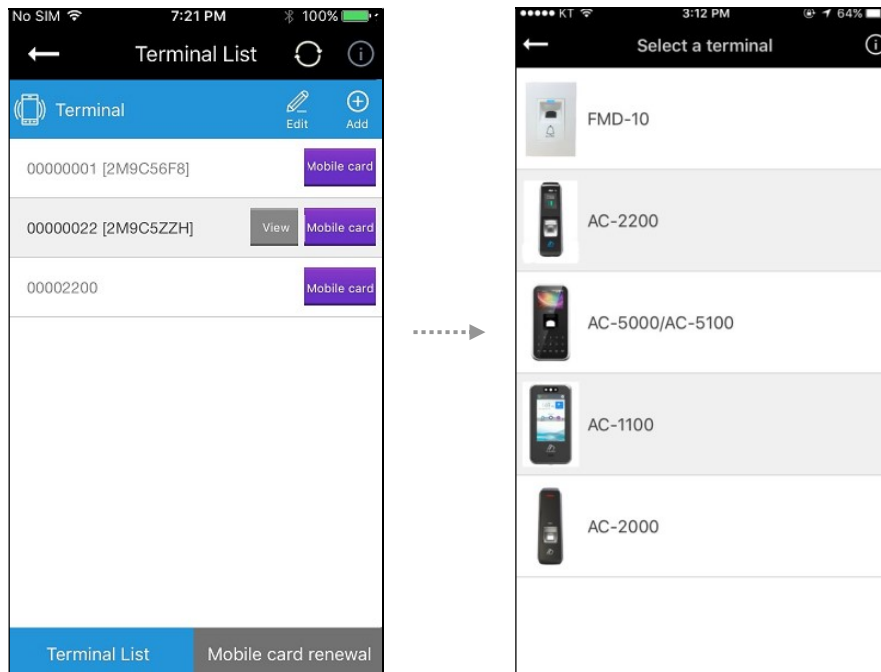 No SIM 7:21 PM 100%
Terminal List
Terminal
Edit Add
00000001 [2M9C56F8] Mobile card
00000022 [2M9C5ZZH] View Mobile card
00002200 Mobile card
Terminal List Mobile card renewal
KT 3:12 PM 64%
Select a terminal
FMD-10
AC-2200
AC-5000/AC-5100
AC-1100
AC-2000